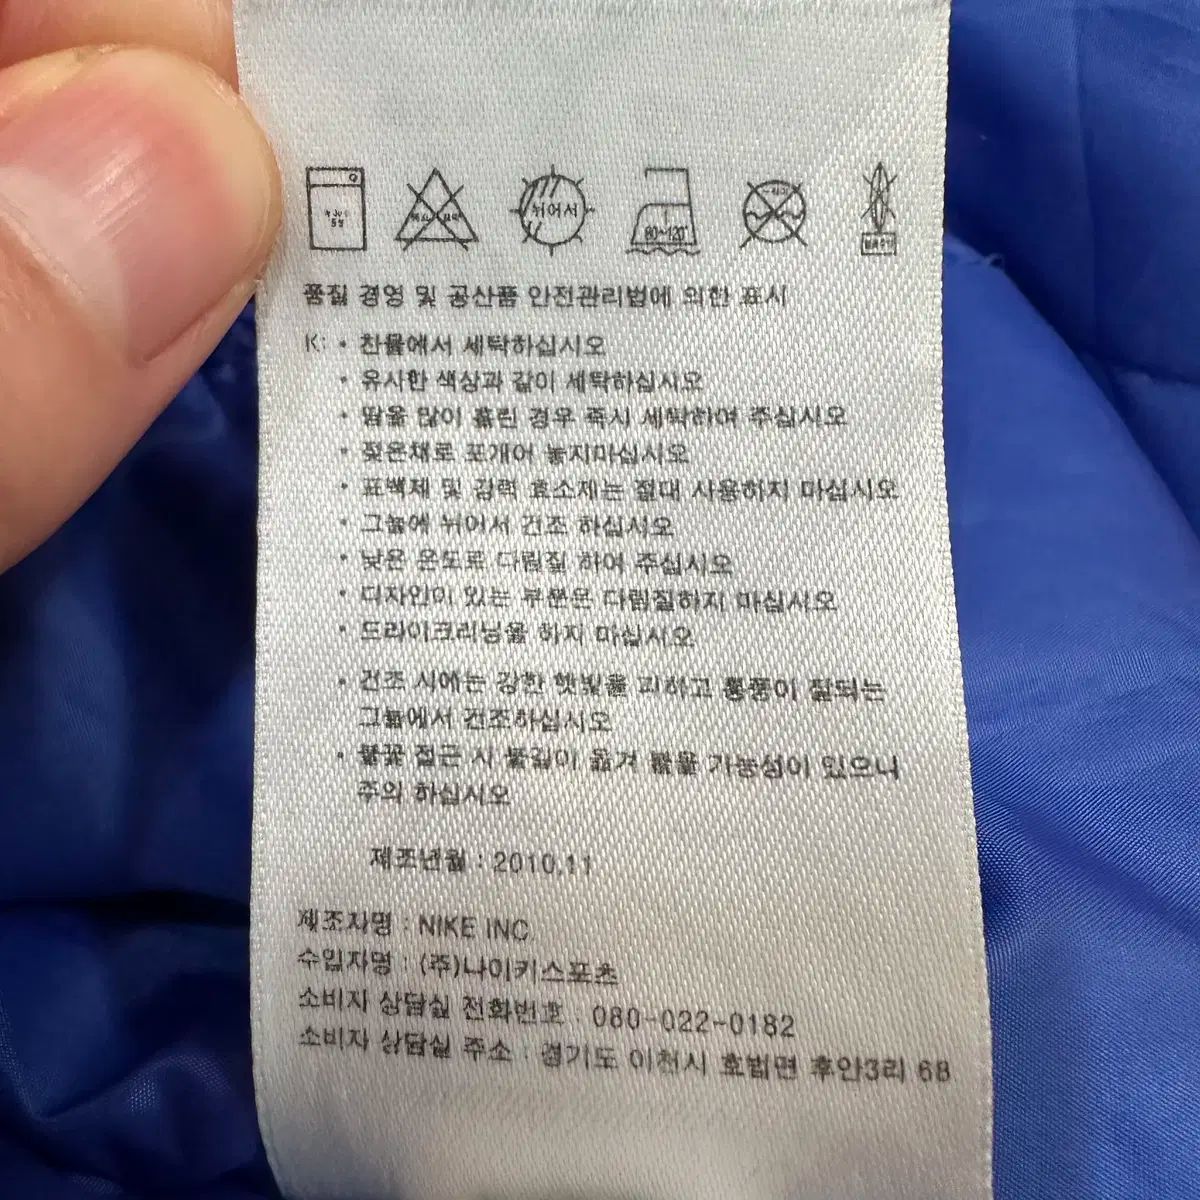 뉘어서
80~120°
품질 경영 및 공산품 안전관리법에 의한 표시
K: • 찬물에서 세탁하십시오
• 유사한 색상과 같이 세탁하십시오
• 땀을 많이 흘린 경우 즉시 세탁하여 주십시오
• 젖은채로 포개어 놓지마십시오
• 표백제 및 강력 효소제는 절대 사용하지 마십시오
• 그늘에 뉘어서 건조 하십시오
• 낮은 온도로 다림질 하여 주십시오
• 디자인이 있는 부분은 다림질하지 마십시오
• 드라이크리닝을 하지 마십시오
• 건조 시에는 강한 햇빛을 피하고 통풍이 잘되는
그늘에서 건조하십시오
• 불꽃 접근 시 불길이 옮겨 붙을 가능성이 있으니
주의 하십시오
제조년월 : 2010.11
제조자명 : NIKE INC
수입자명 : (주)나이키스포츠
소비자 상담실 전화번호 : 080-022-0182
소비자 상담실 주소 : 경기도 이천시 호법면 후안3리 68